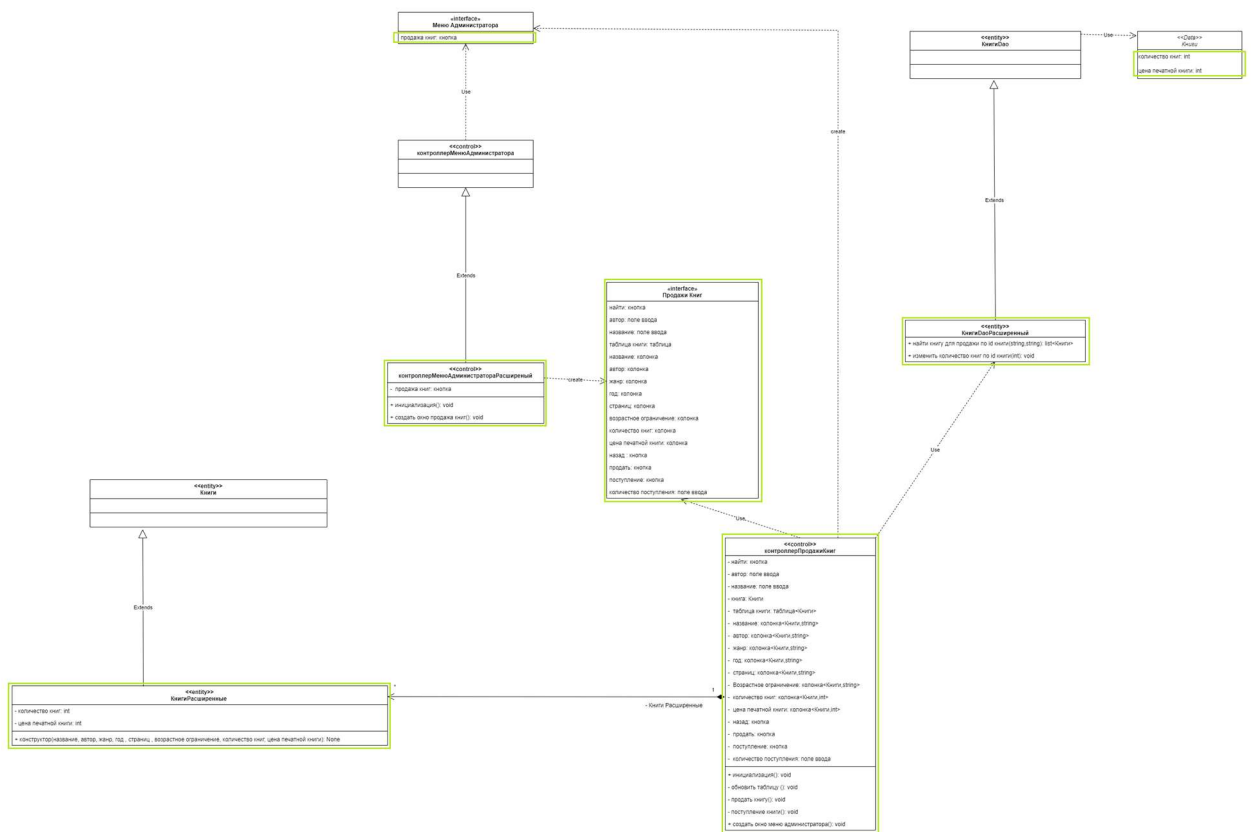 «interface»
Меню Администратора
продажа книг: кнопка
create
Use
<<control>>
контроллерМенюАдминистратора
Extends
<<control>>
контроллерМенюАдминистратораРасширеный
- продажа книг: кнопка
+ инициализация(): void
+ создать окно продажа книг(): void
create
«interface»
Продажи Книг
найти: кнопка
автор: поле ввода
название: поле ввода
таблица книги: таблица
название: колонка
автор: колонка
жанр: колонка
год: колонка
страниц: колонка
возрастное ограничение: колонка
количество книг: колонка
цена печатной книги: колонка
назад : кнопка
продать: кнопка
поступление: кнопка
количество поступления: поле ввода
Use
<<entity>>
КнигиDao
Use
<<Data>>
Книги
количество книг: int
цена печатной книги: int
Extends
<<entity>>
КнигиDaoРасширенный
+ найти книгу для продажи по id книги(string,string): list<Книги>
+ изменить количество книг по id книги(int): void
Use
<<entity>>
Книги
Extends
<<entity>>
КнигиРасширенные
- количество книг: int
- цена печатной книги: int
+ конструктор(название, автор, жанр, год , страниц , возрастное ограничение, количество книг, цена печатной книги): None
*
1
- Книги Расширенные
<<control>>
контроллерПродажиКниг
- найти: кнопка
- автор: поле ввода
- название: поле ввода
- книга: Книги
- таблица книги: таблица<Книги>
- название: колонка<Книги,string>
- автор: колонка<Книги,string>
- жанр: колонка<Книги,string>
- год: колонка<Книги,string>
- страниц: колонка<Книги,string>
- Возрастное ограничение: колонка<Книги,string>
- количество книг: колонка<Книги,int>
- цена печатной книги: колонка<Книги,int>
- назад: кнопка
- продать: кнопка
- поступление: кнопка
- количество поступления: поле ввода
+ инициализация(): void
- обновить таблицу (): void
- продать книгу(): void
- поступление книги(): void
+ создать окно меню администратора(): void